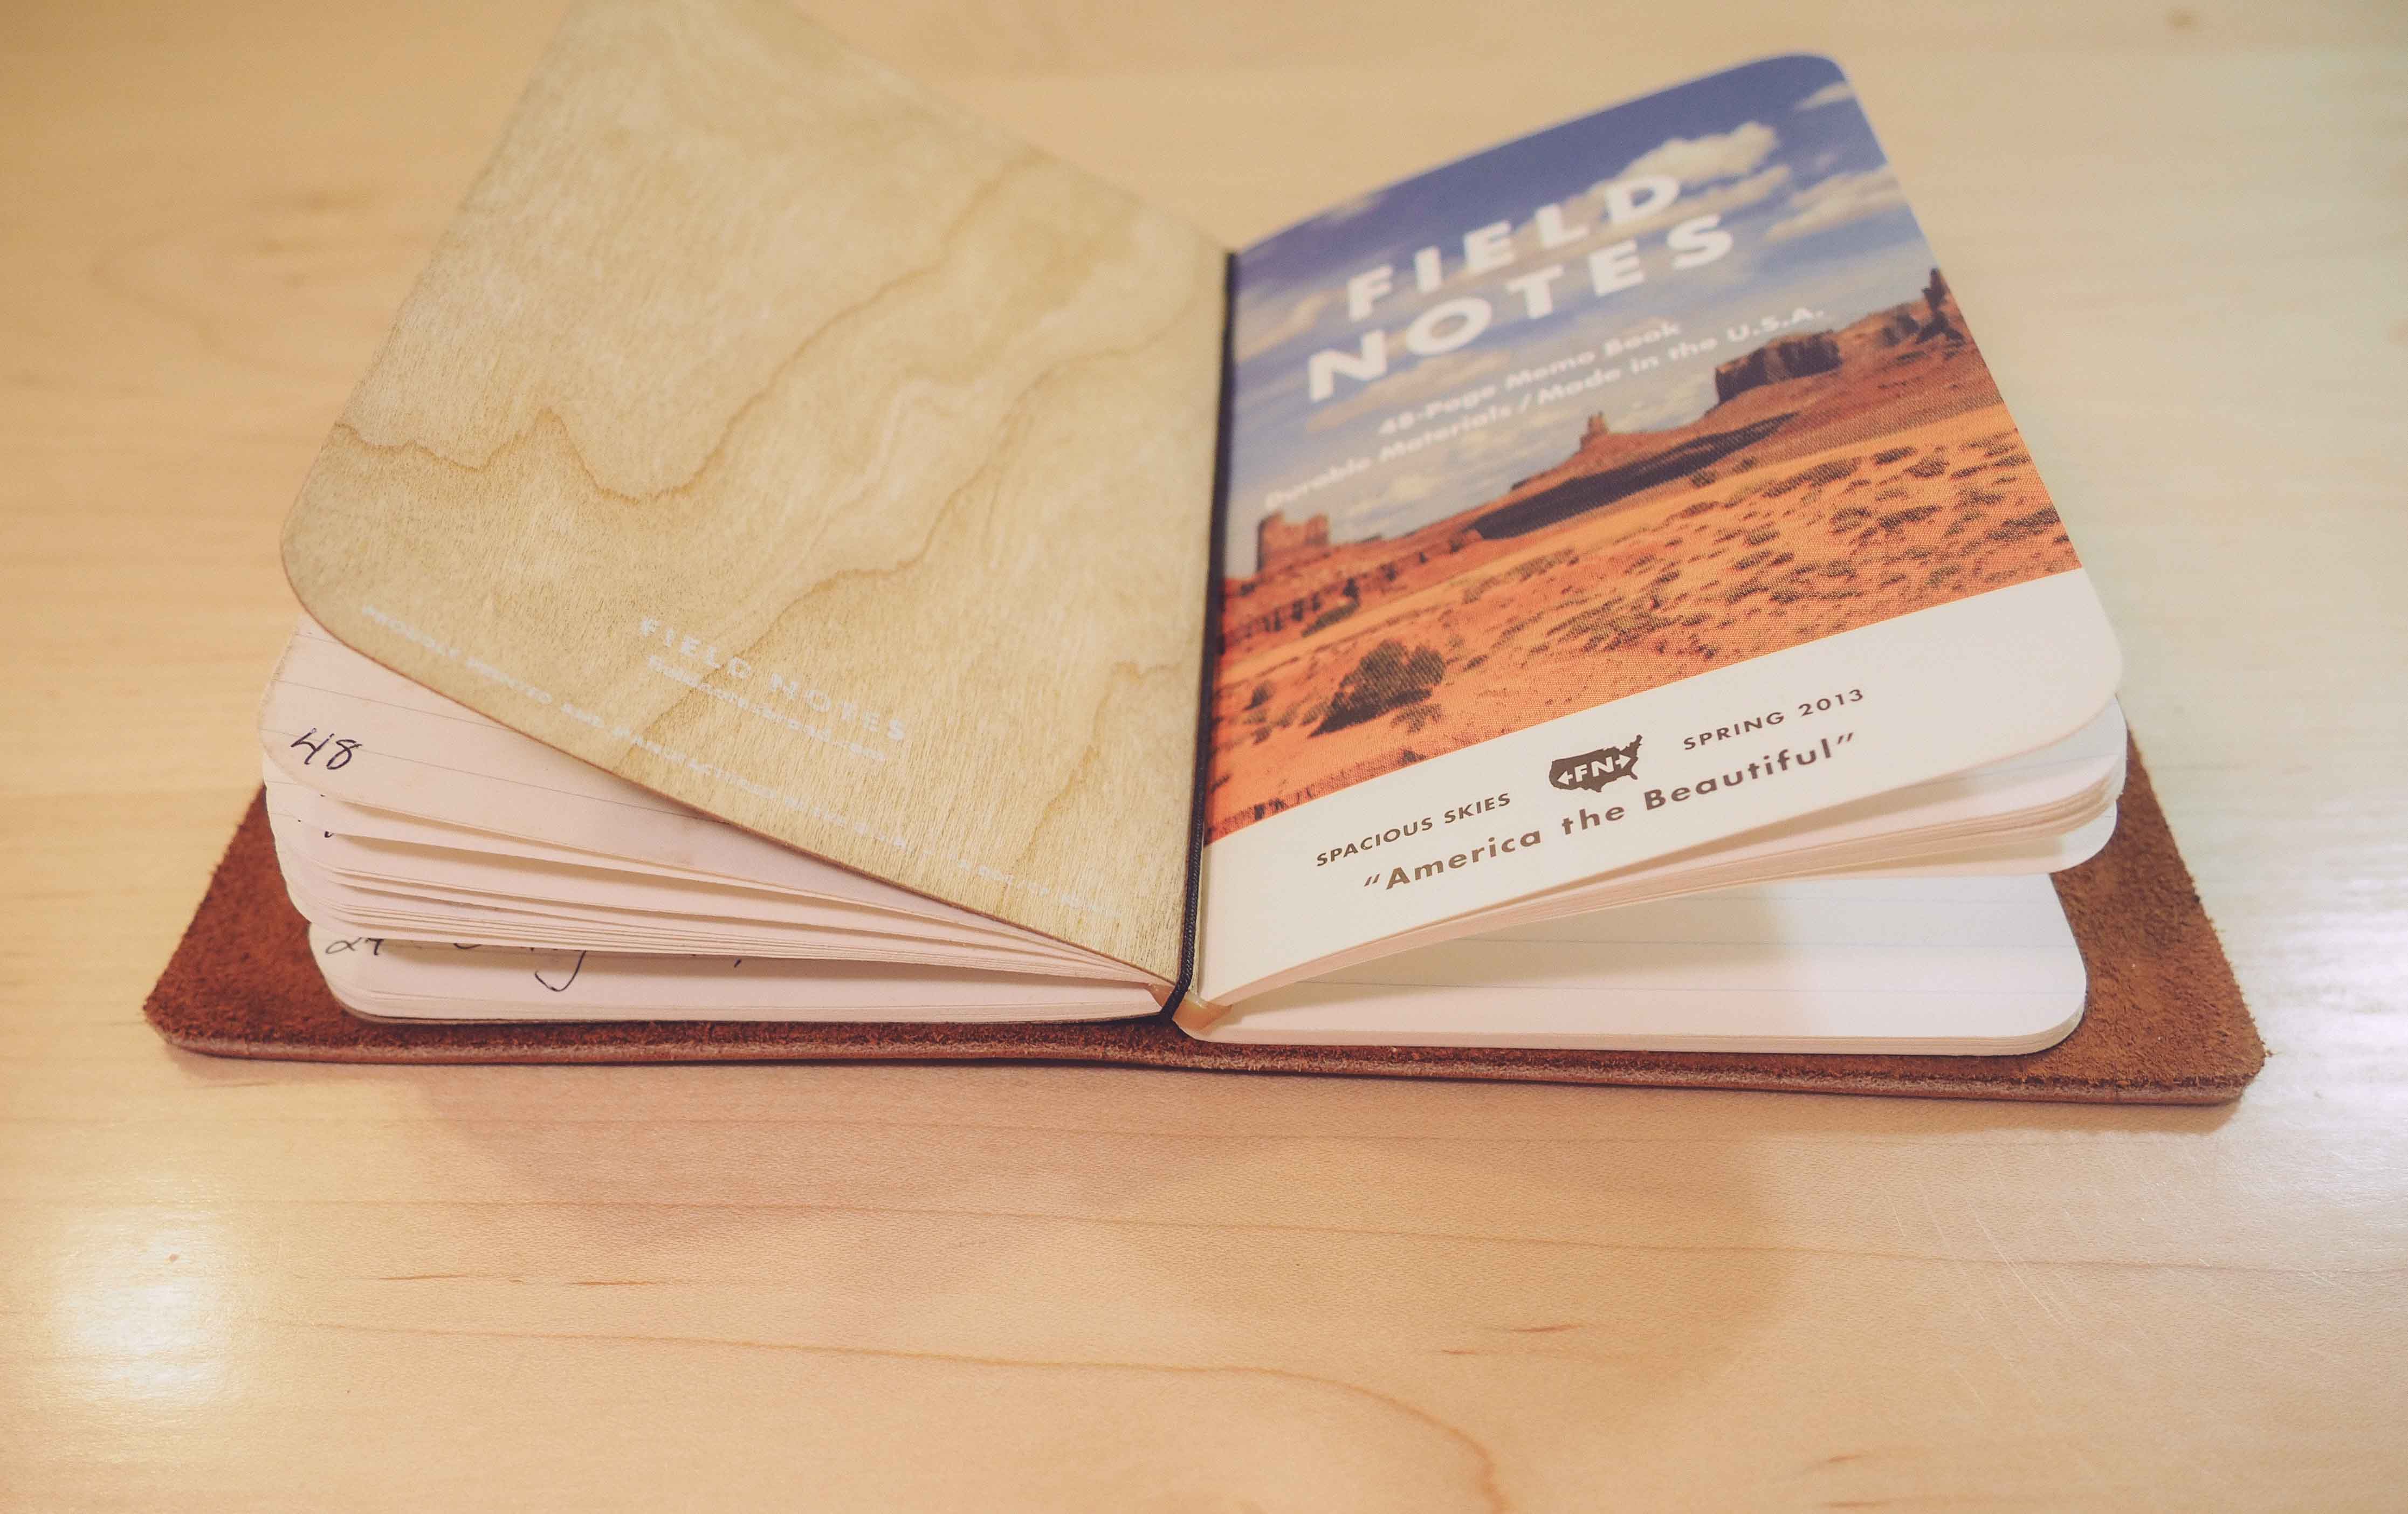 48
FIELD NOTES
FIELD
NOTES
48-Page Memo Book
Durable Materials / Made in the U.S.A.
SPACIOUS SKIES
FN
SPRING 2013
"America the Beautiful"